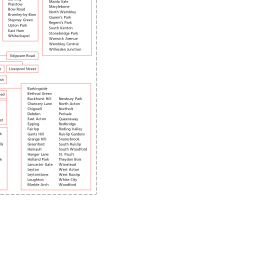 Plaistow
Bow Road
Bromley-by-Bow
Stepney Green
Upton Park
East Ham
Whitechapel
Maida Vale
Marylebone
North Wembley
Queen's Park
Regent's Park
South Kenton
Stonebridge Park
Warwick Avenue
Wembley Central
Willesden Junction
Edgware Road
Liverpool Street
Barkingside
Bethnal Green
Buckhurst Hill
Chancery Lane
Chigwell
Debden
East Acton
Epping
Fairlop
Gants Hill
Grange Hill
Greenford
Hainault
Hanger Lane
Holland Park
Lancaster Gate
Leyton
Leytonstone
Loughton
Marble Arch
Newbury Park
North Acton
Northolt
Perivale
Queensway
Redbridge
Roding Valley
Ruislip Gardens
Snaresbrook
South Ruislip
South Woodford
St. Paul's
Theydon Bois
Wanstead
West Acton
West Ruislip
White City
Woodford